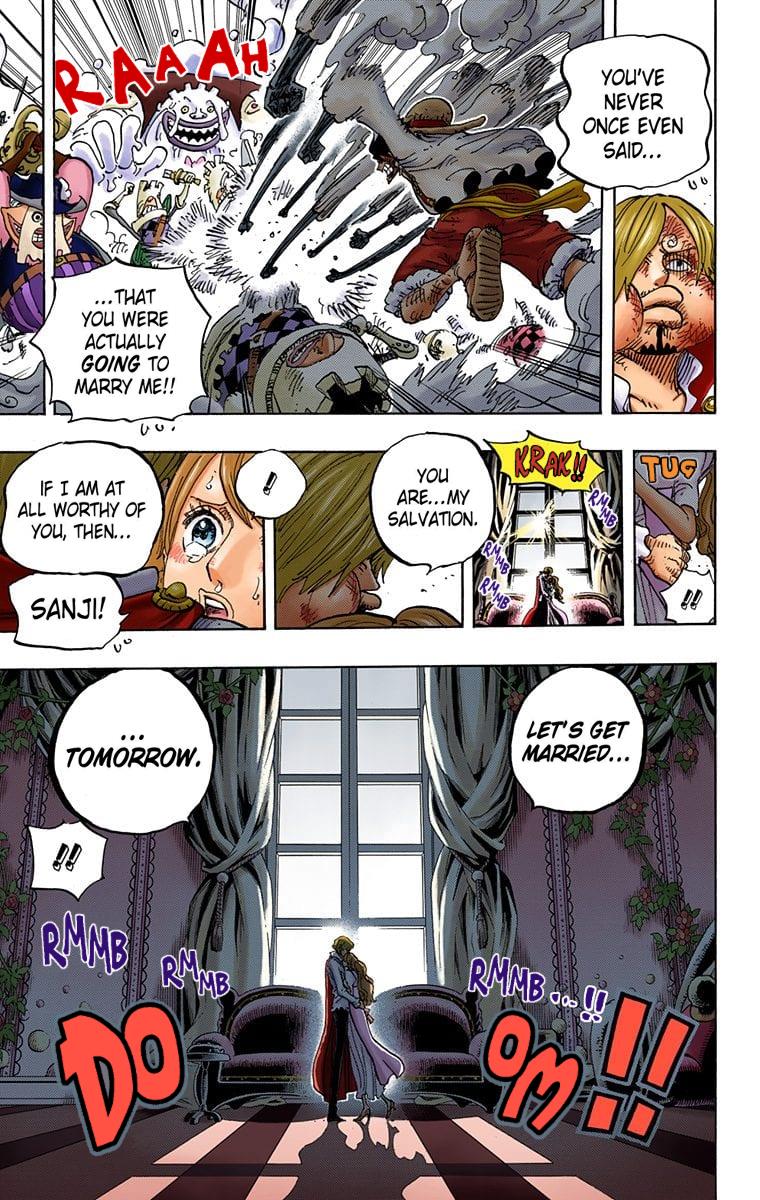 YOU'VE
NEVER
ONCE EVEN
SAID...
RAAAH
...THAT
YOU WERE
ACTUALLY
GOING TO
MARRY ME!!
TUG
!!
KRAK!!
RMMB
RMMB
RMMB
YOU
ARE...MY
SALVATION.
!
IF I AM AT
ALL WORTHY OF
YOU, THEN...
SANJI!
LET'S GET
MARRIED...
...
TOMORROW.
!!
RMMB...!!
RMMB
RMMB
DOOM!!